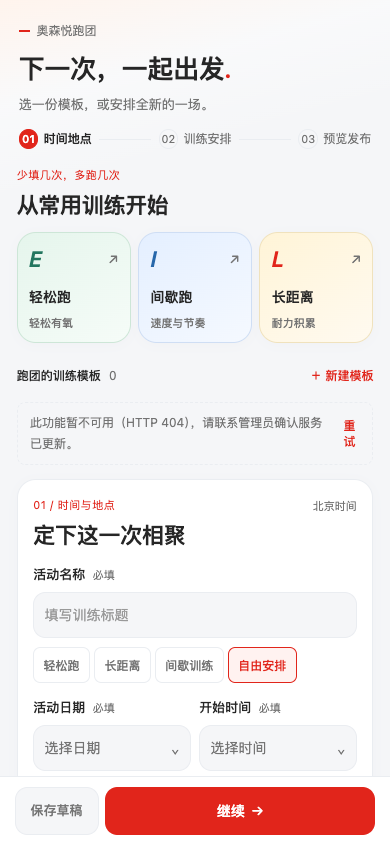 奥森悦跑团
下一次，一起出发.
选一份模板，或安排全新的一场。
01 时间地点 02 训练安排 03 预览发布
少填几次，多跑几次
从常用训练开始
E ↗ I ↗ L ↗
轻松跑 间歇跑 长距离
轻松有氧 速度与节奏 耐力积累
跑团的训练模板 0 ＋ 新建模板
此功能暂不可用（HTTP 404），请联系管理员确认服务
已更新。
重
试
01 / 时间与地点 北京时间
定下这一次相聚
活动名称 必填
填写训练标题
轻松跑 长距离 间歇训练 自由安排
活动日期 必填 开始时间 必填
选择日期 选择时间
保存草稿 继续 →